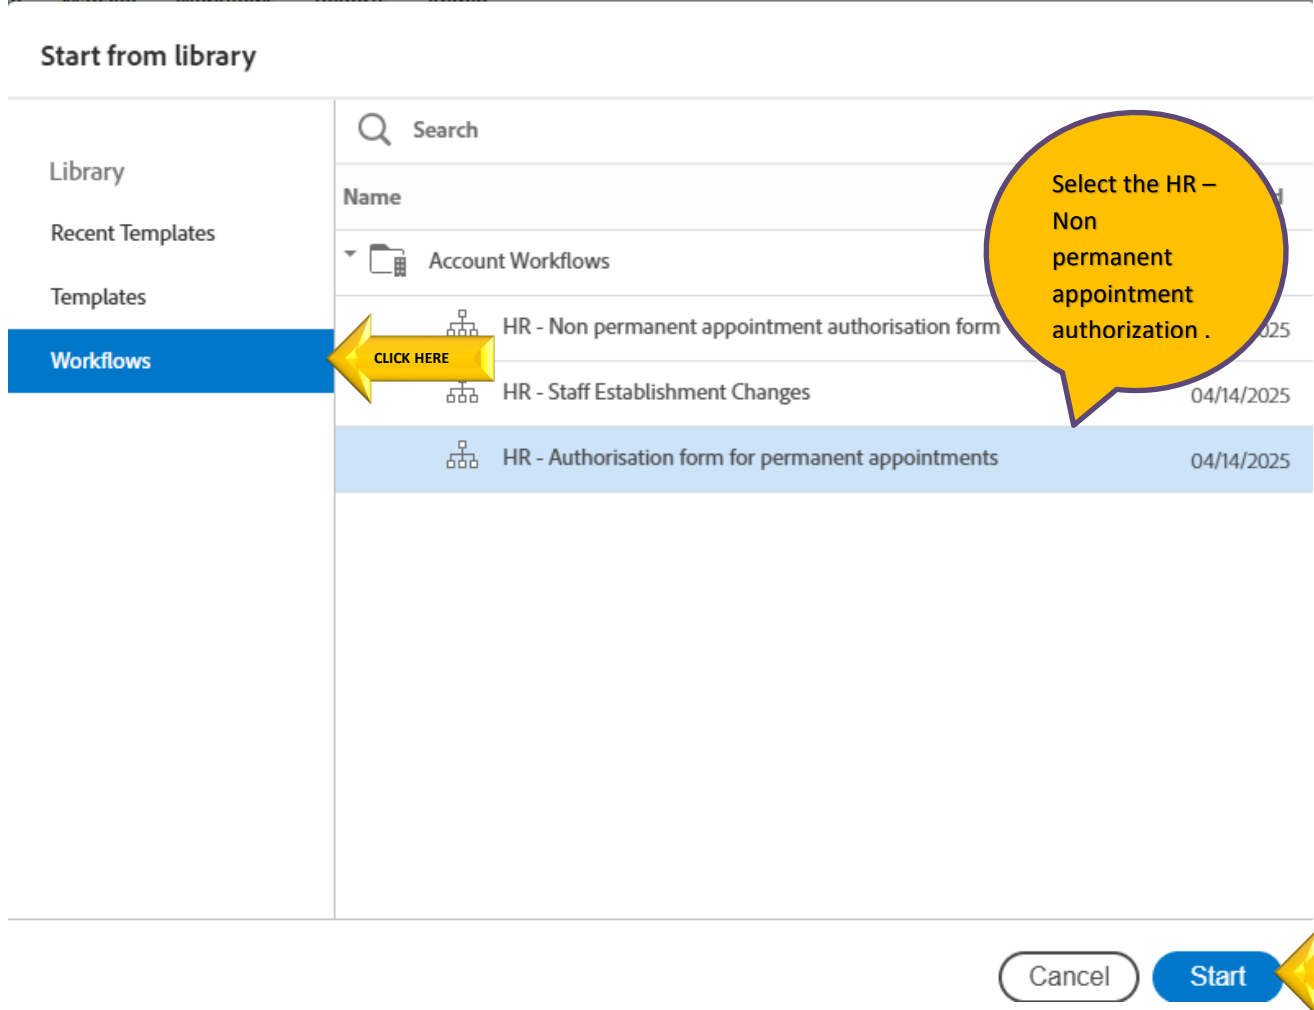 Start from library
Library
Recent Templates
Templates
Workflows
Search
Name
Account Workflows
HR - Non permanent appointment authorisation form
CLICK HERE
HR - Staff Establishment Changes
04/14/2025
HR - Authorisation form for permanent appointments
04/14/2025
Select the HR –
Non
permanent
appointment
authorization .
Cancel
Start